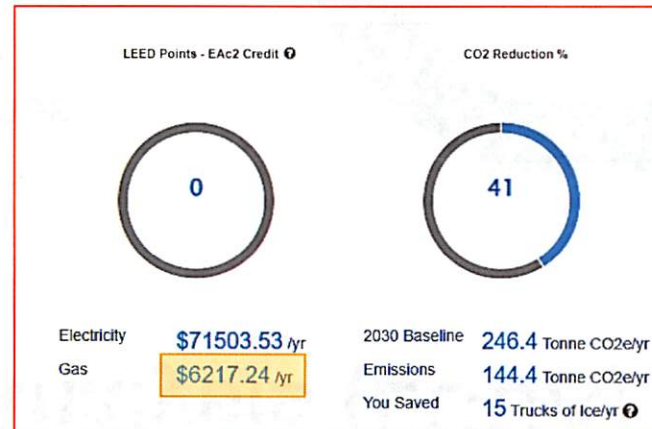 LEED Points - EAc2 Credit ?
CO2 Reduction %
0
41
Electricity $71503.53 /yr
Gas $6217.24 /yr
2030 Baseline 246.4 Tonne CO2e/yr
Emissions 144.4 Tonne CO2e/yr
You Saved 15 Trucks of Ice/yr ?